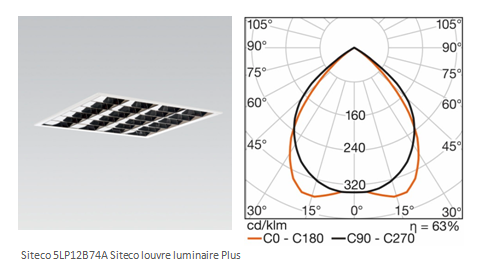 105° 105°
90° 90°
75° 75°
60° 60°
160
45° 240 45°
320
30° 15° 0° 15° 30°
cd/klm η = 63%
C0 - C180 C90 - C270
Siteco 5LP12B74A Siteco louvre luminaire Plus